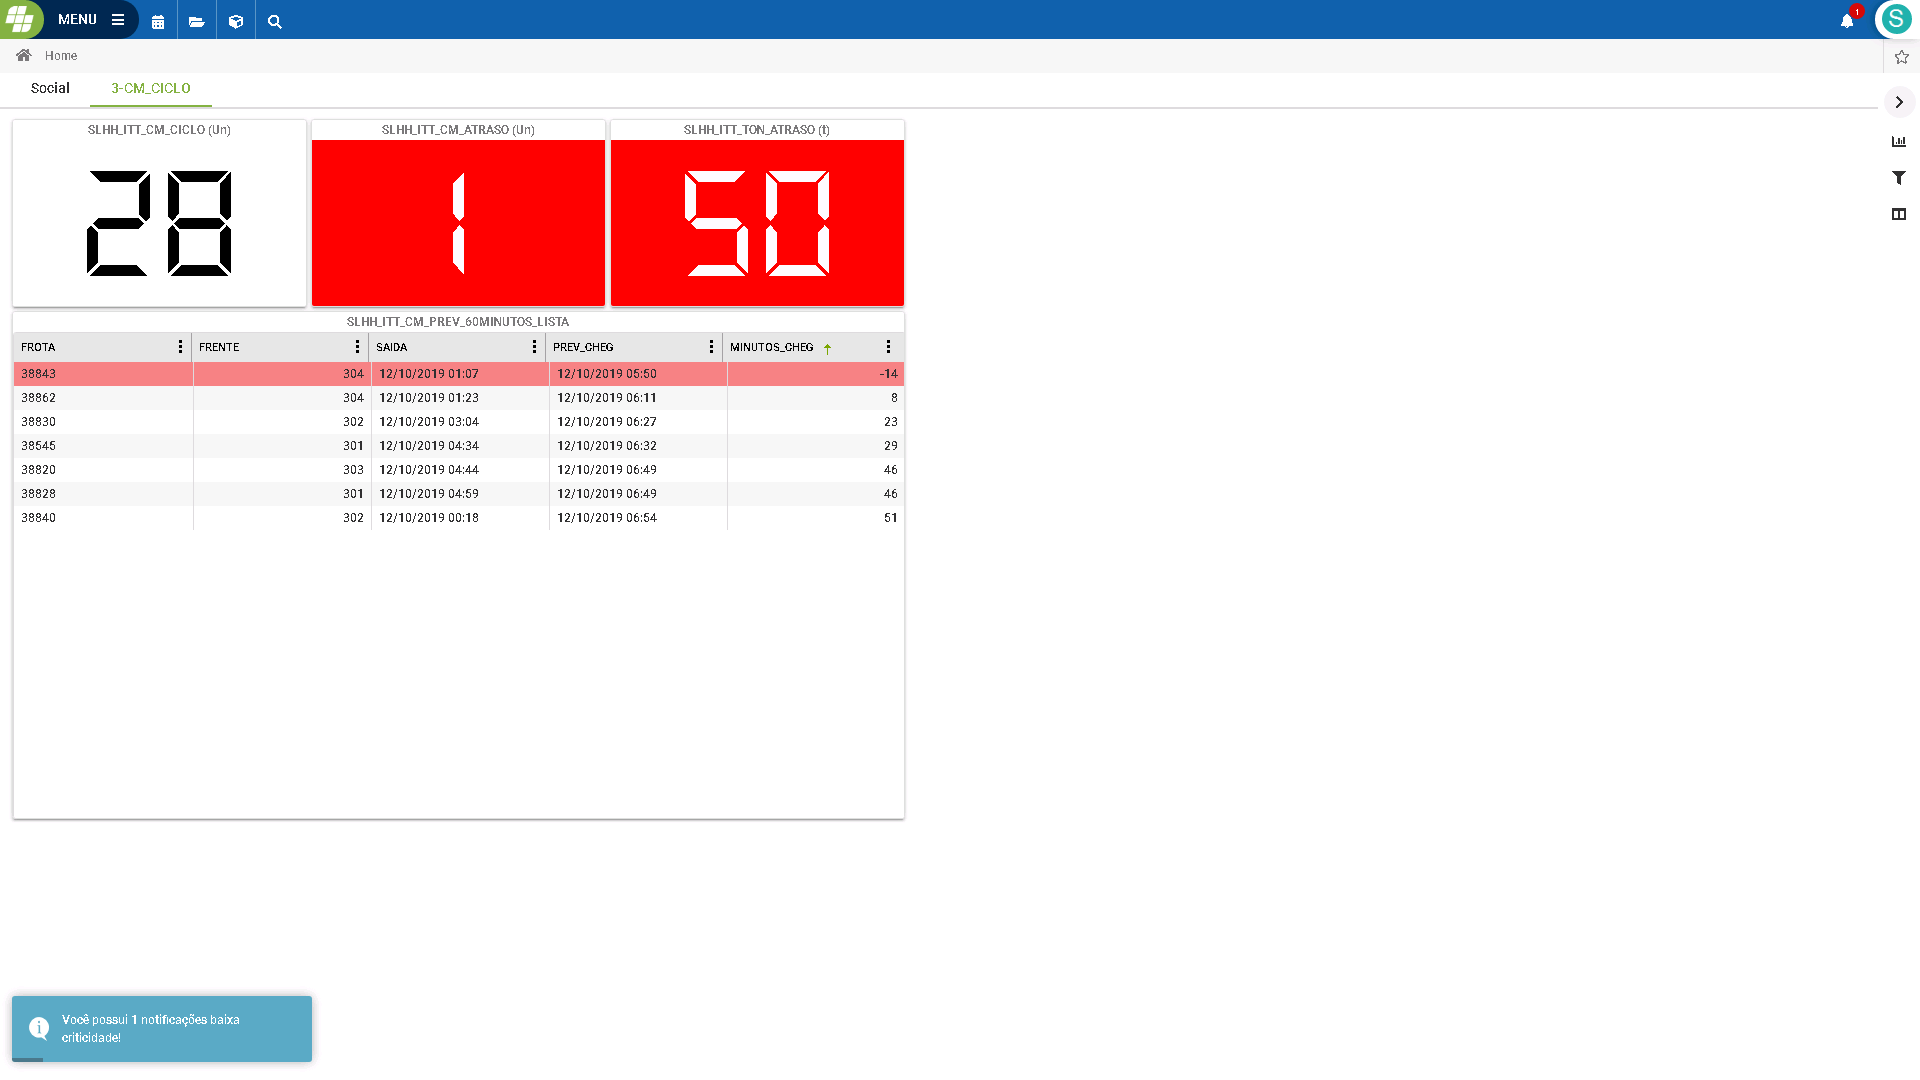 MENU
1
S
Home
Social
3-CM_CICLO
SLHH_ITT_CM_CICLO (Un)
SLHH_ITT_CM_ATRASO (Un)
SLHH_ITT_TON_ATRASO (t)
28
1
50
SLHH_ITT_CM_PREV_60MINUTOS_LISTA
FROTA FRENTE SAIDA PREV_CHEG MINUTOS_CHEG
38843 304 12/10/2019 01:07 12/10/2019 05:50 -14
38862 304 12/10/2019 01:23 12/10/2019 06:11 8
38830 302 12/10/2019 03:04 12/10/2019 06:27 23
38545 301 12/10/2019 04:34 12/10/2019 06:32 29
38820 303 12/10/2019 04:44 12/10/2019 06:49 46
38828 301 12/10/2019 04:59 12/10/2019 06:49 46
38840 302 12/10/2019 00:18 12/10/2019 06:54 51
Você possui 1 notificações baixa
criticidade!